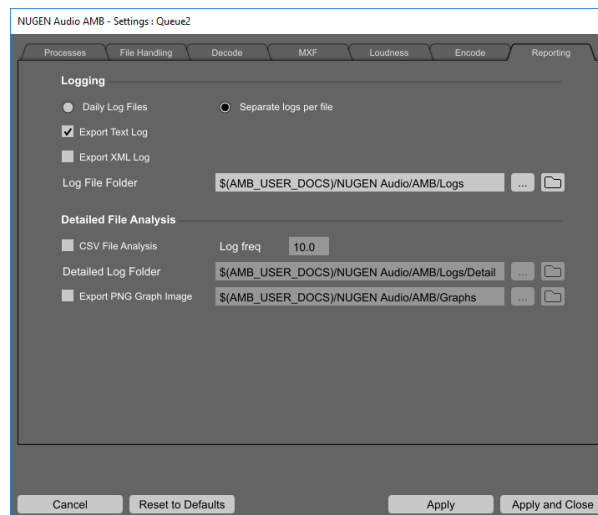 NUGEN Audio AMB - Settings : Queue2
Processes File Handling Decode MXF Loudness Encode Reporting
Logging
Daily Log Files Separate logs per file
Export Text Log
Export XML Log
Log File Folder $(AMB_USER_DOCS)/NUGEN Audio/AMB/Logs ...
Detailed File Analysis
CSV File Analysis Log freq 10.0
Detailed Log Folder $(AMB_USER_DOCS)/NUGEN Audio/AMB/Logs/Detail ...
Export PNG Graph Image $(AMB_USER_DOCS)/NUGEN Audio/AMB/Graphs ...
Cancel Reset to Defaults Apply Apply and Close